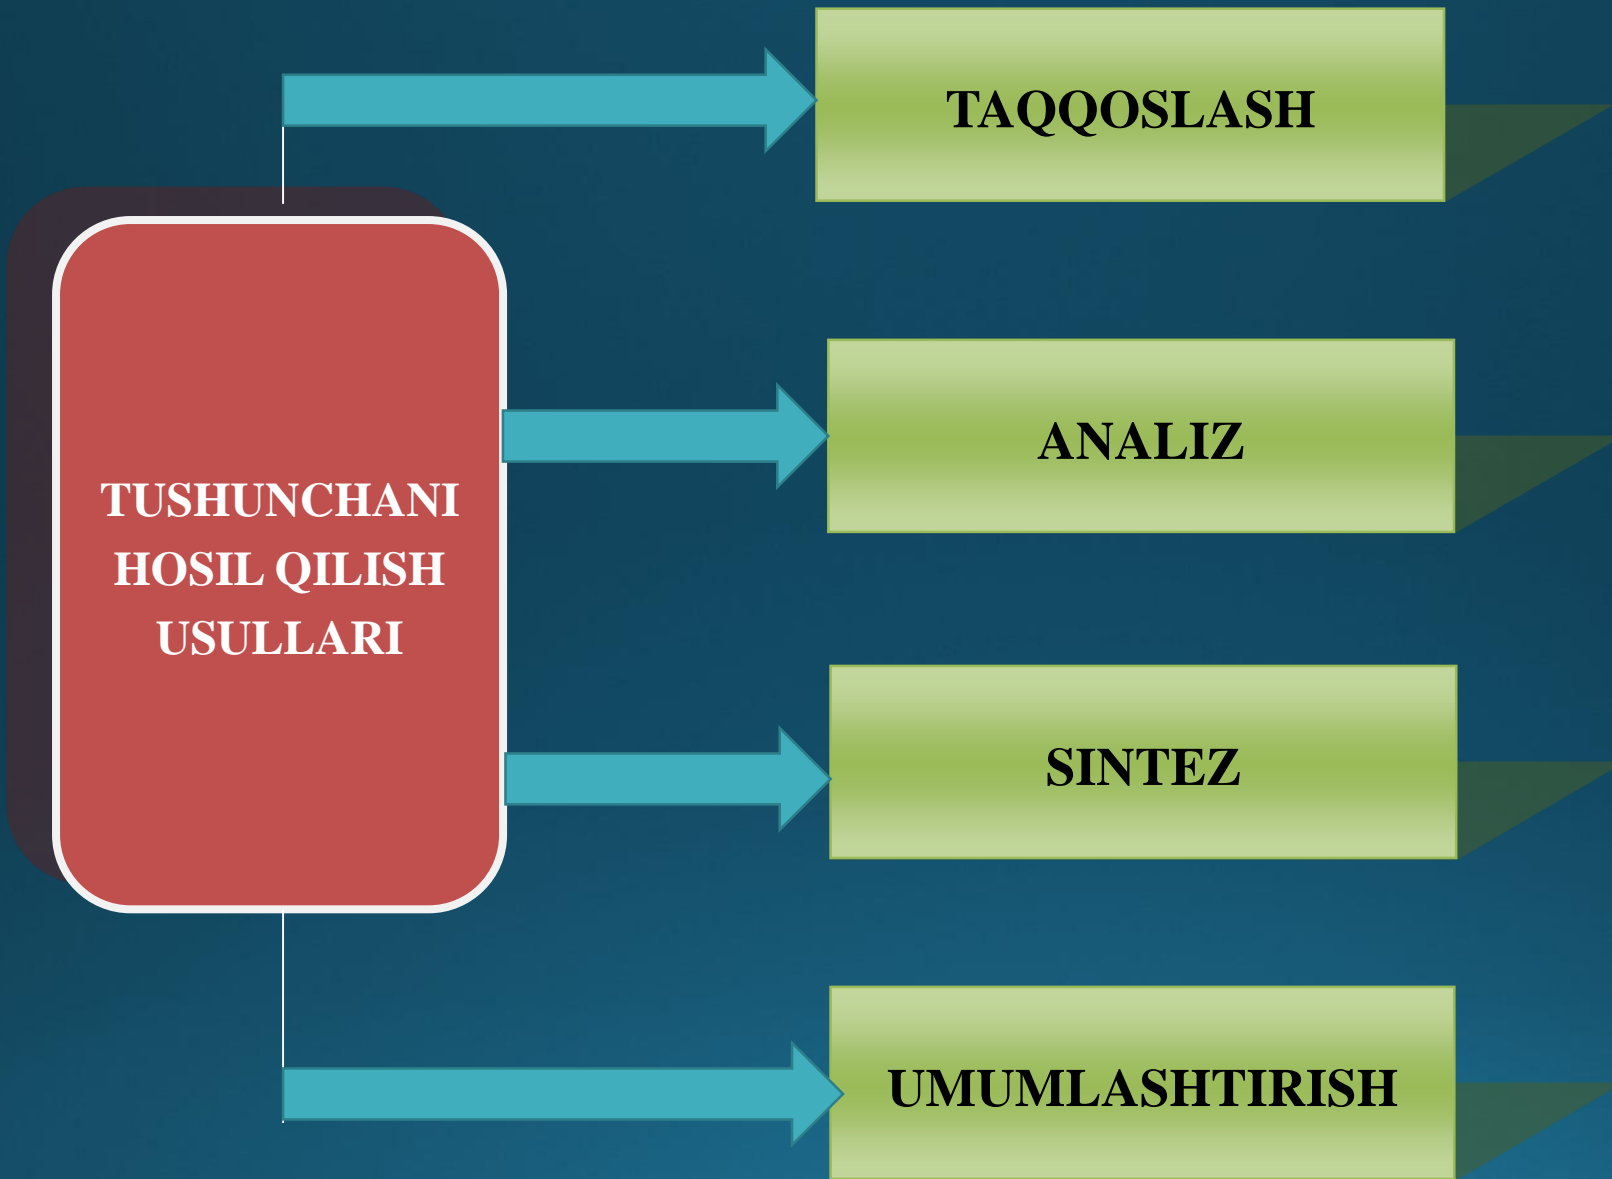 TAQQOSLASH
TUSHUNCHANI
HOSIL QILISH
USULLARI
ANALIZ
SINTEZ
UMUMLASHTIRISH